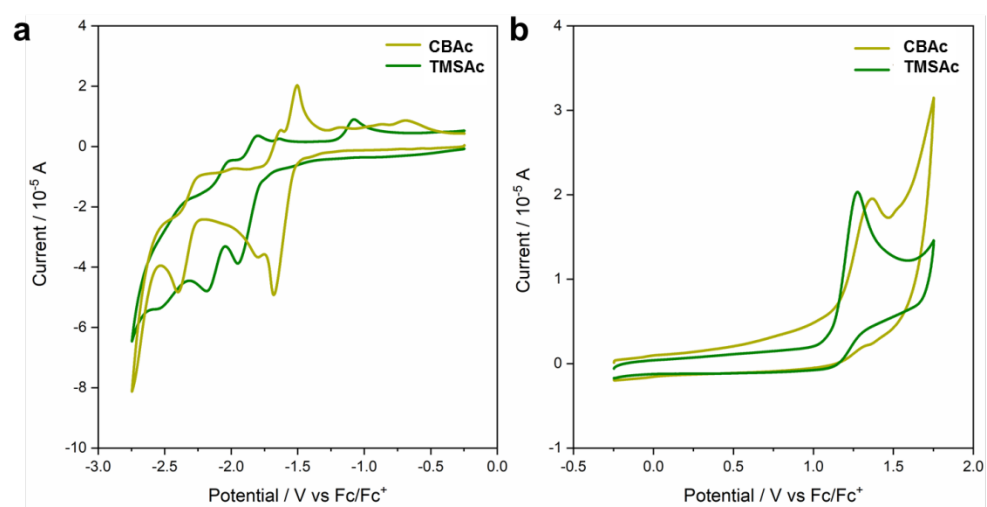 a
CBAc
TMSAc
4
2
0
-2
-4
-6
-8
-10
Current / 10⁻⁵ A
-3.0 -2.5 -2.0 -1.5 -1.0 -0.5 0.0
Potential / V vs Fc/Fc⁺
b
CBAc
TMSAc
4
3
2
1
0
-1
Current / 10⁻⁵ A
-0.5 0.0 0.5 1.0 1.5 2.0
Potential / V vs Fc/Fc⁺